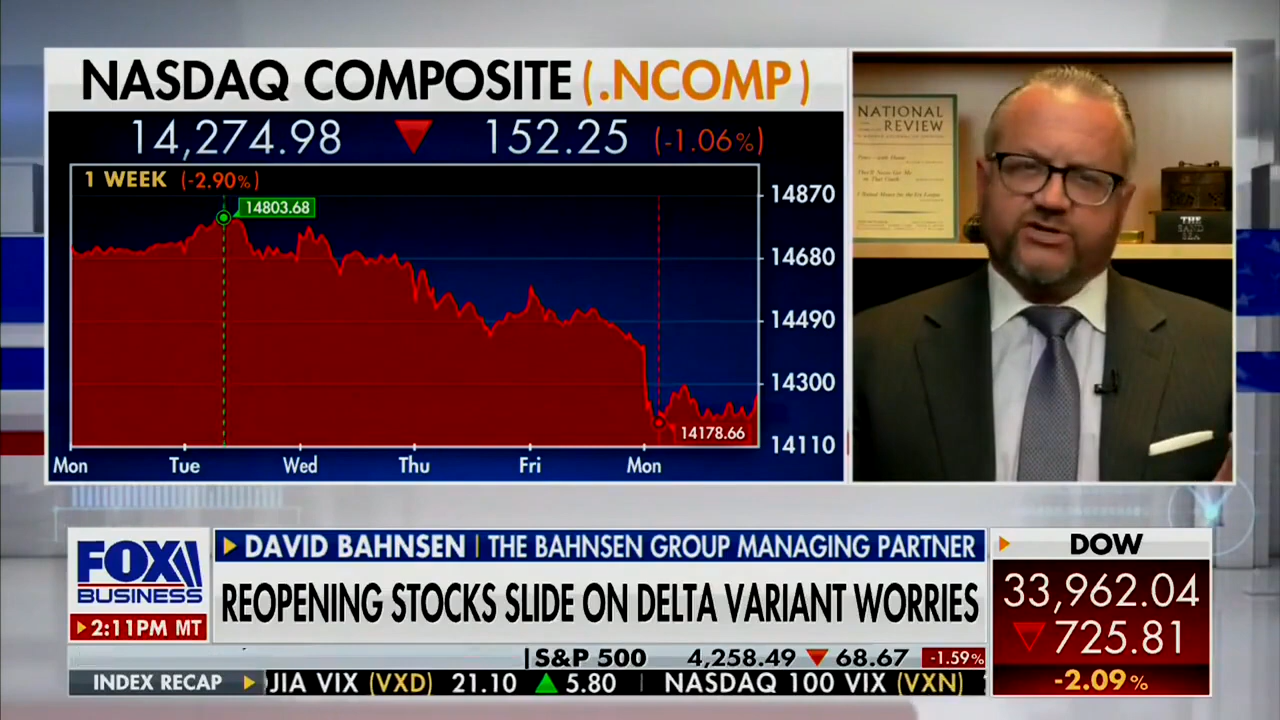 NASDAQ COMPOSITE (.NCOMP)
14,274.98 ▼ 152.25 (-1.06%)
1 WEEK (-2.90%)
14803.68
14870
14680
14490
14300
14178.66
14110
Mon Tue Wed Thu Fri Mon
NATIONAL
REVIEW
THE
SAND
SEA
DAVID BAHNSEN | THE BAHNSEN GROUP MANAGING PARTNER
REOPENING STOCKS SLIDE ON DELTA VARIANT WORRIES
FOX
BUSINESS
2:11PM MT
DOW
33,962.04
▼725.81
-2.09%
S&P 500 4,258.49 ▼ 68.67 -1.59%
INDEX RECAP JIA VIX (VXD) 21.10 ▲ 5.80 | NASDAQ 100 VIX (VXN)